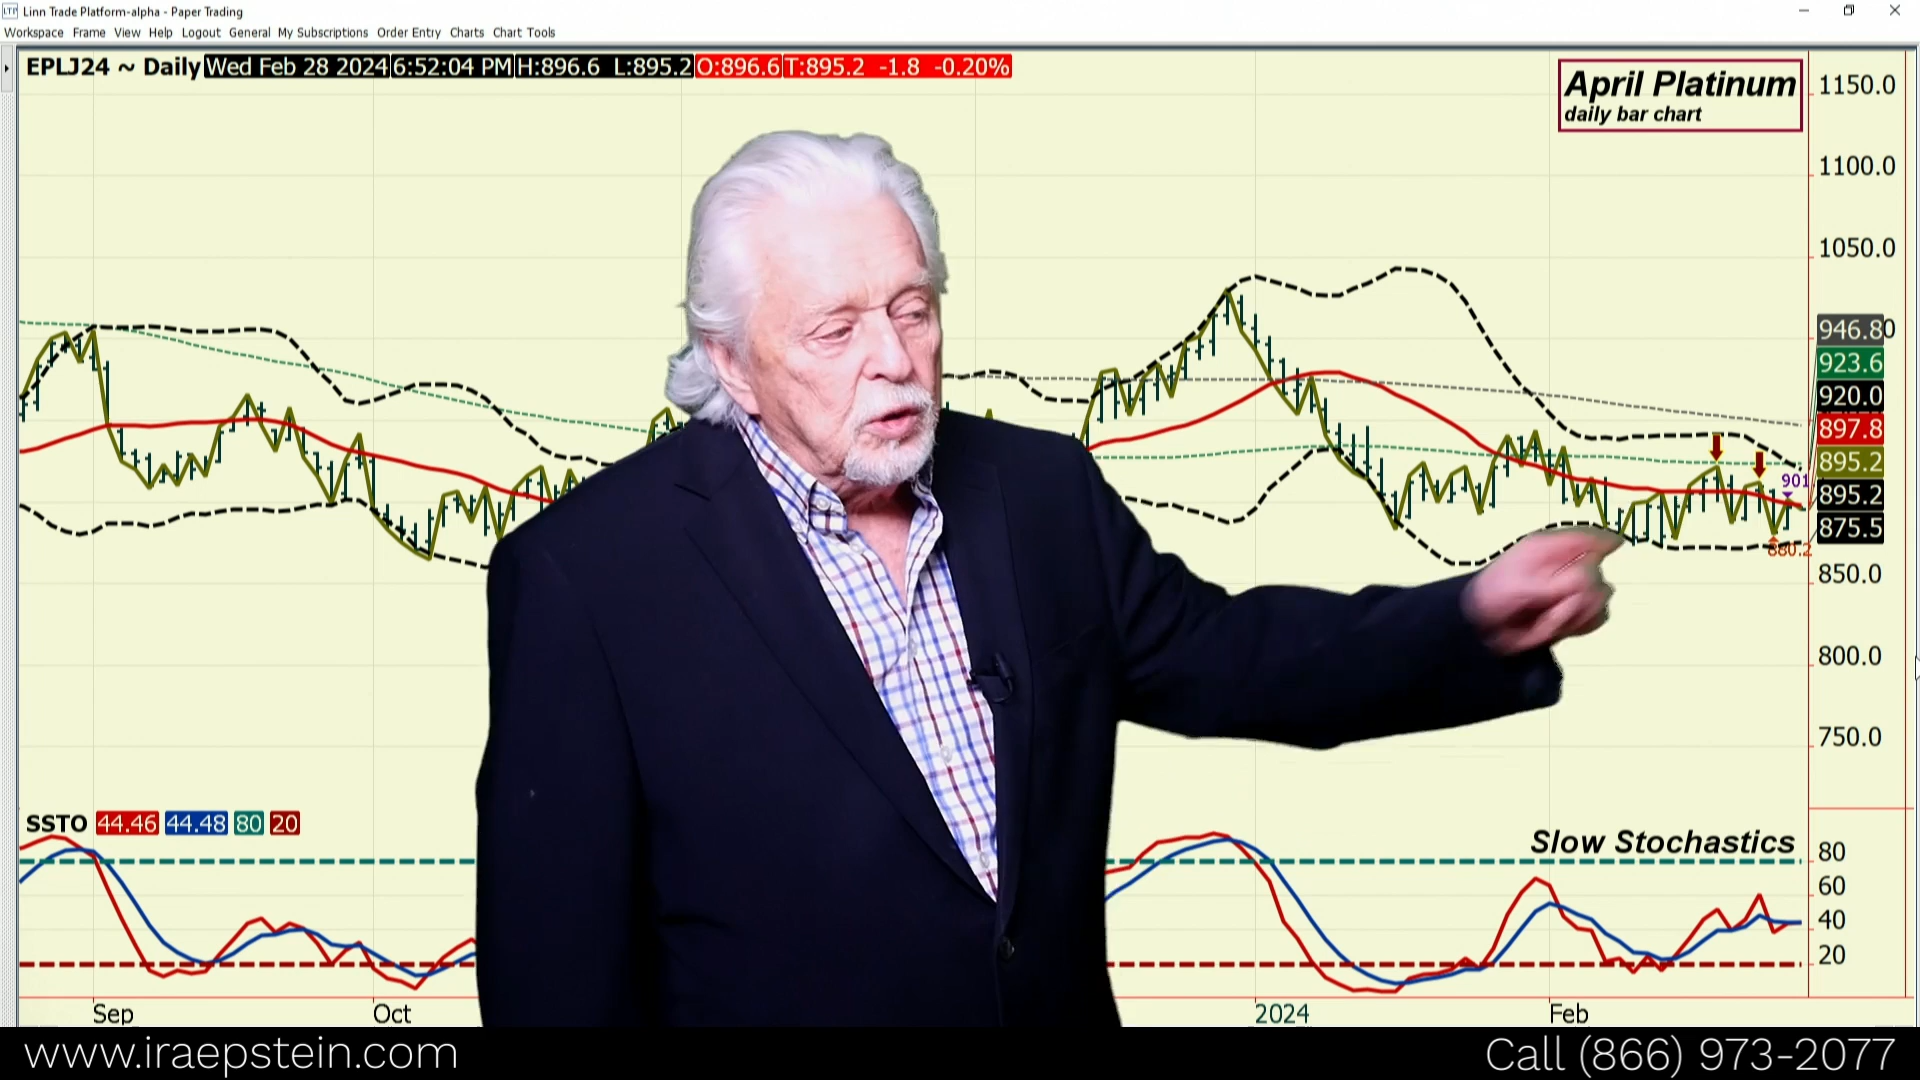 LTP Linn Trade Platform-alpha - Paper Trading
Workspace Frame View Help Logout General My Subscriptions Order Entry Charts Chart Tools
EPLJ24 ~ Daily Wed Feb 28 2024 6:52:04 PM H:896.6 L:895.2 O:896.6 T:895.2 -1.8 -0.20%
April Platinum
daily bar chart
1150.0
1100.0
1050.0
946.80
923.6
920.0
897.8
895.2
901
895.2
875.5
880.2
850.0
800.0
750.0
SSTO 44.46 44.48 80 20
Slow Stochastics
80
60
40
20
Sep Oct 2024 Feb
www.iraepstein.com
Call (866) 973-2077